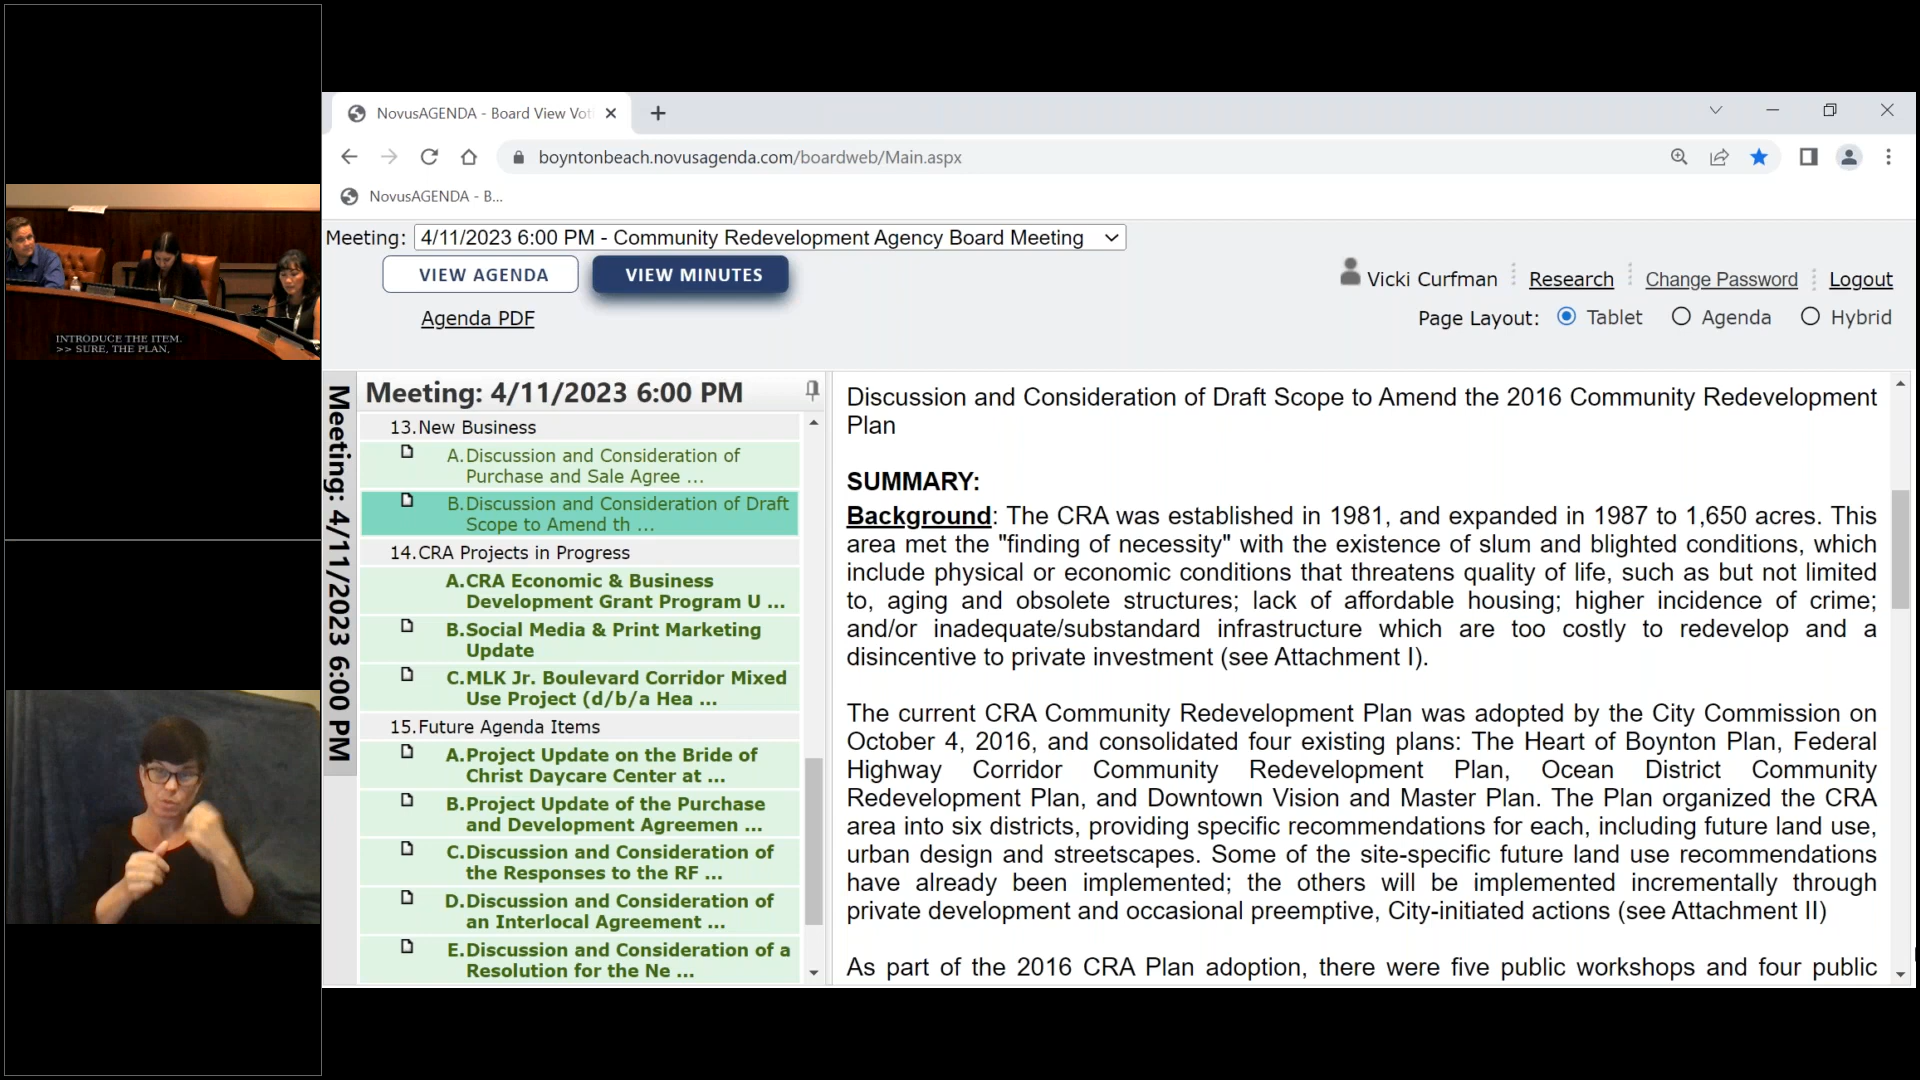 NovusAGENDA - Board View Voti
boyntonbeach.novusagenda.com/boardweb/Main.aspx
NovusAGENDA - B...
Meeting: 4/11/2023 6:00 PM - Community Redevelopment Agency Board Meeting
VIEW AGENDA VIEW MINUTES
Agenda PDF
Vicki Curfman Research Change Password Logout
Page Layout: Tablet Agenda Hybrid
INTRODUCE THE ITEM.
>> SURE, THE PLAN,
Meeting: 4/11/2023 6:00 PM
Meeting: 4/11/2023 6:00 PM
13.New Business
A.Discussion and Consideration of
Purchase and Sale Agree ...
B.Discussion and Consideration of Draft
Scope to Amend th ...
14.CRA Projects in Progress
A.CRA Economic & Business
Development Grant Program U ...
B.Social Media & Print Marketing
Update
C.MLK Jr. Boulevard Corridor Mixed
Use Project (d/b/a Hea ...
15.Future Agenda Items
A.Project Update on the Bride of
Christ Daycare Center at ...
B.Project Update of the Purchase
and Development Agreemen ...
C.Discussion and Consideration of
the Responses to the RF ...
D.Discussion and Consideration of
an Interlocal Agreement ...
E.Discussion and Consideration of a
Resolution for the Ne ...
Discussion and Consideration of Draft Scope to Amend the 2016 Community Redevelopment
Plan
SUMMARY:
Background: The CRA was established in 1981, and expanded in 1987 to 1,650 acres. This
area met the "finding of necessity" with the existence of slum and blighted conditions, which
include physical or economic conditions that threatens quality of life, such as but not limited
to, aging and obsolete structures; lack of affordable housing; higher incidence of crime;
and/or inadequate/substandard infrastructure which are too costly to redevelop and a
disincentive to private investment (see Attachment I).
The current CRA Community Redevelopment Plan was adopted by the City Commission on
October 4, 2016, and consolidated four existing plans: The Heart of Boynton Plan, Federal
Highway Corridor Community Redevelopment Plan, Ocean District Community
Redevelopment Plan, and Downtown Vision and Master Plan. The Plan organized the CRA
area into six districts, providing specific recommendations for each, including future land use,
urban design and streetscapes. Some of the site-specific future land use recommendations
have already been implemented; the others will be implemented incrementally through
private development and occasional preemptive, City-initiated actions (see Attachment II)
As part of the 2016 CRA Plan adoption, there were five public workshops and four public